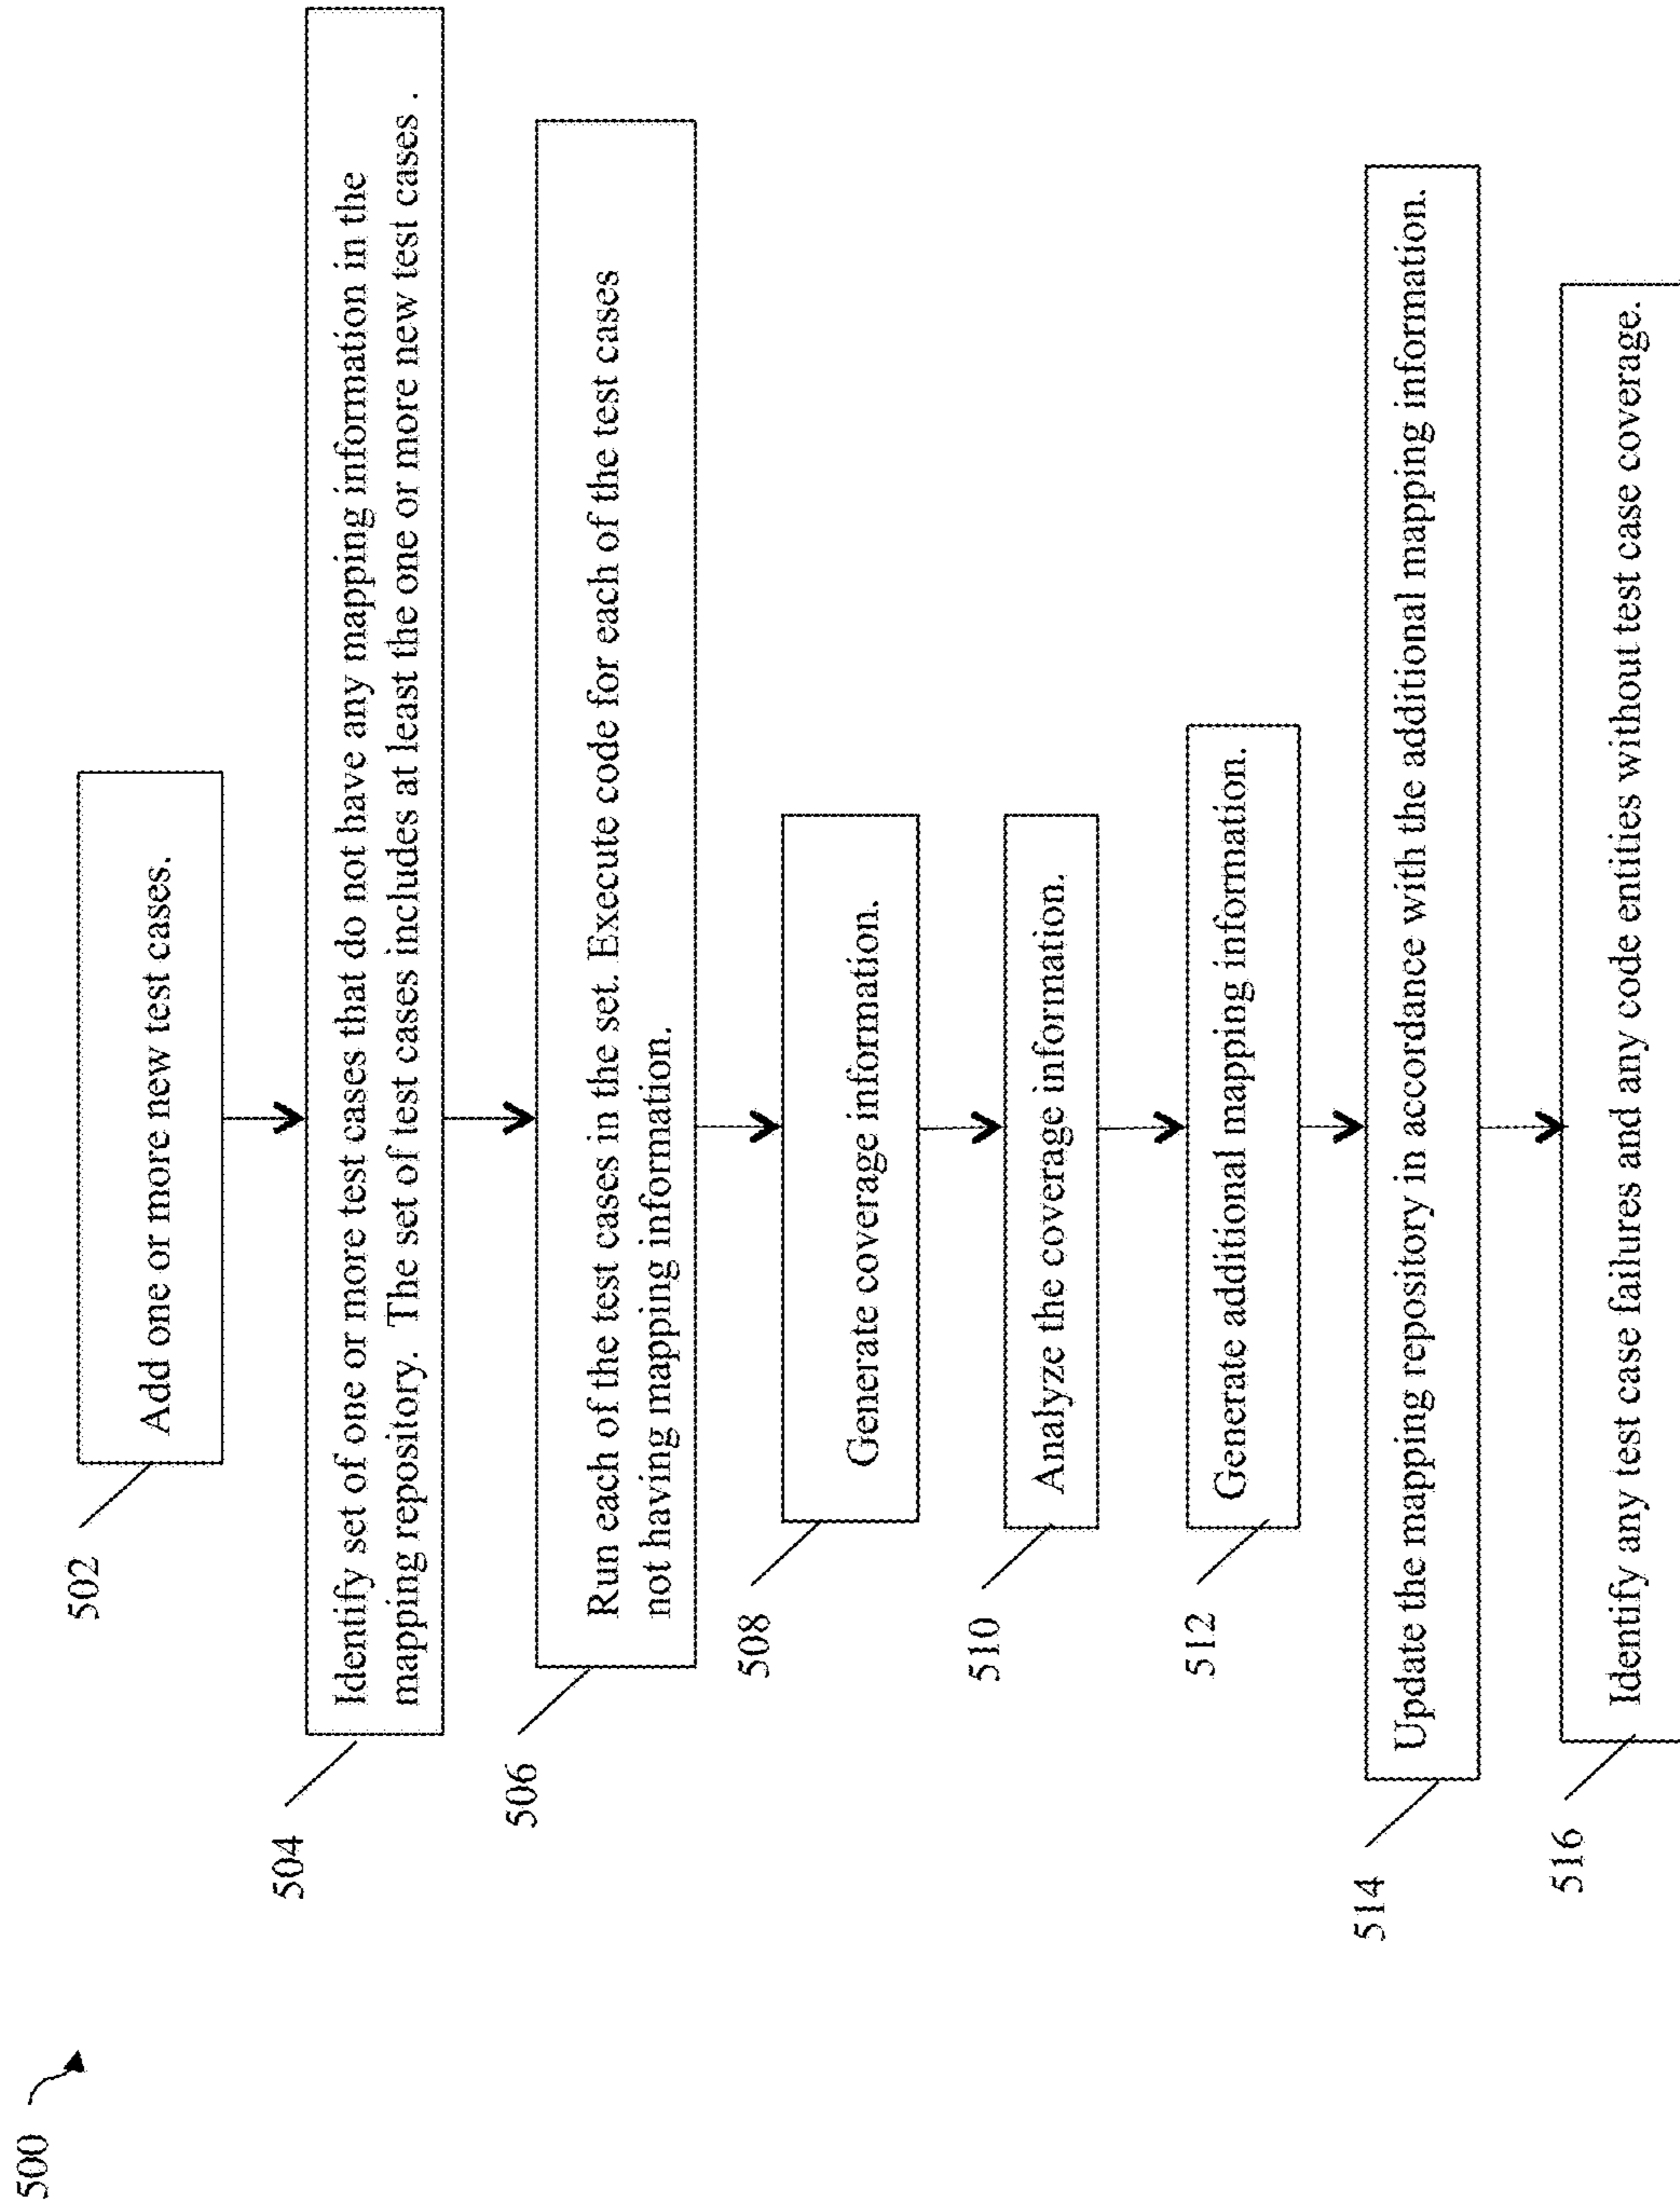 500
502
Add one or more new test cases.
504
Identify set of one or more test cases that do not have any mapping information in the
mapping repository. The set of test cases includes at least the one or more new test cases .
506
Run each of the test cases in the set. Execute code for each of the test cases
not having mapping information.
508
Generate coverage information.
510
Analyze the coverage information.
512
Generate additional mapping information.
514
Update the mapping repository in accordance with the additional mapping information.
516
Identify any test case failures and any code entities without test case coverage.